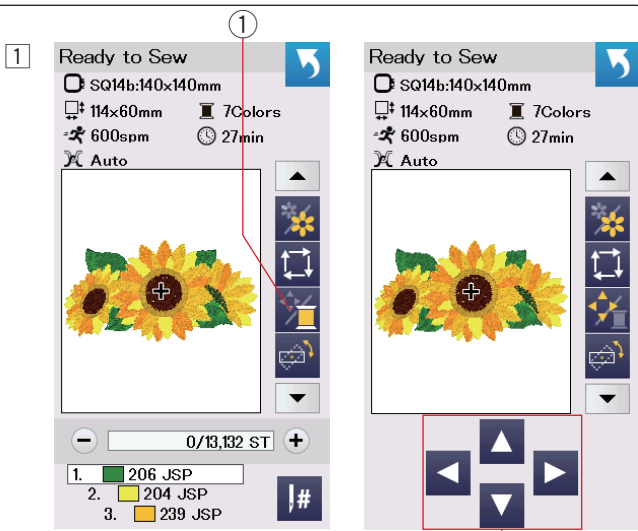 1
1
Ready to Sew
SQ14b:140x140mm
114x60mm 7Colors
600spm 27min
Auto
0/13,132 ST
1. 206 JSP
2. 204 JSP
3. 239 JSP
#
Ready to Sew
SQ14b:140x140mm
114x60mm 7Colors
600spm 27min
Auto